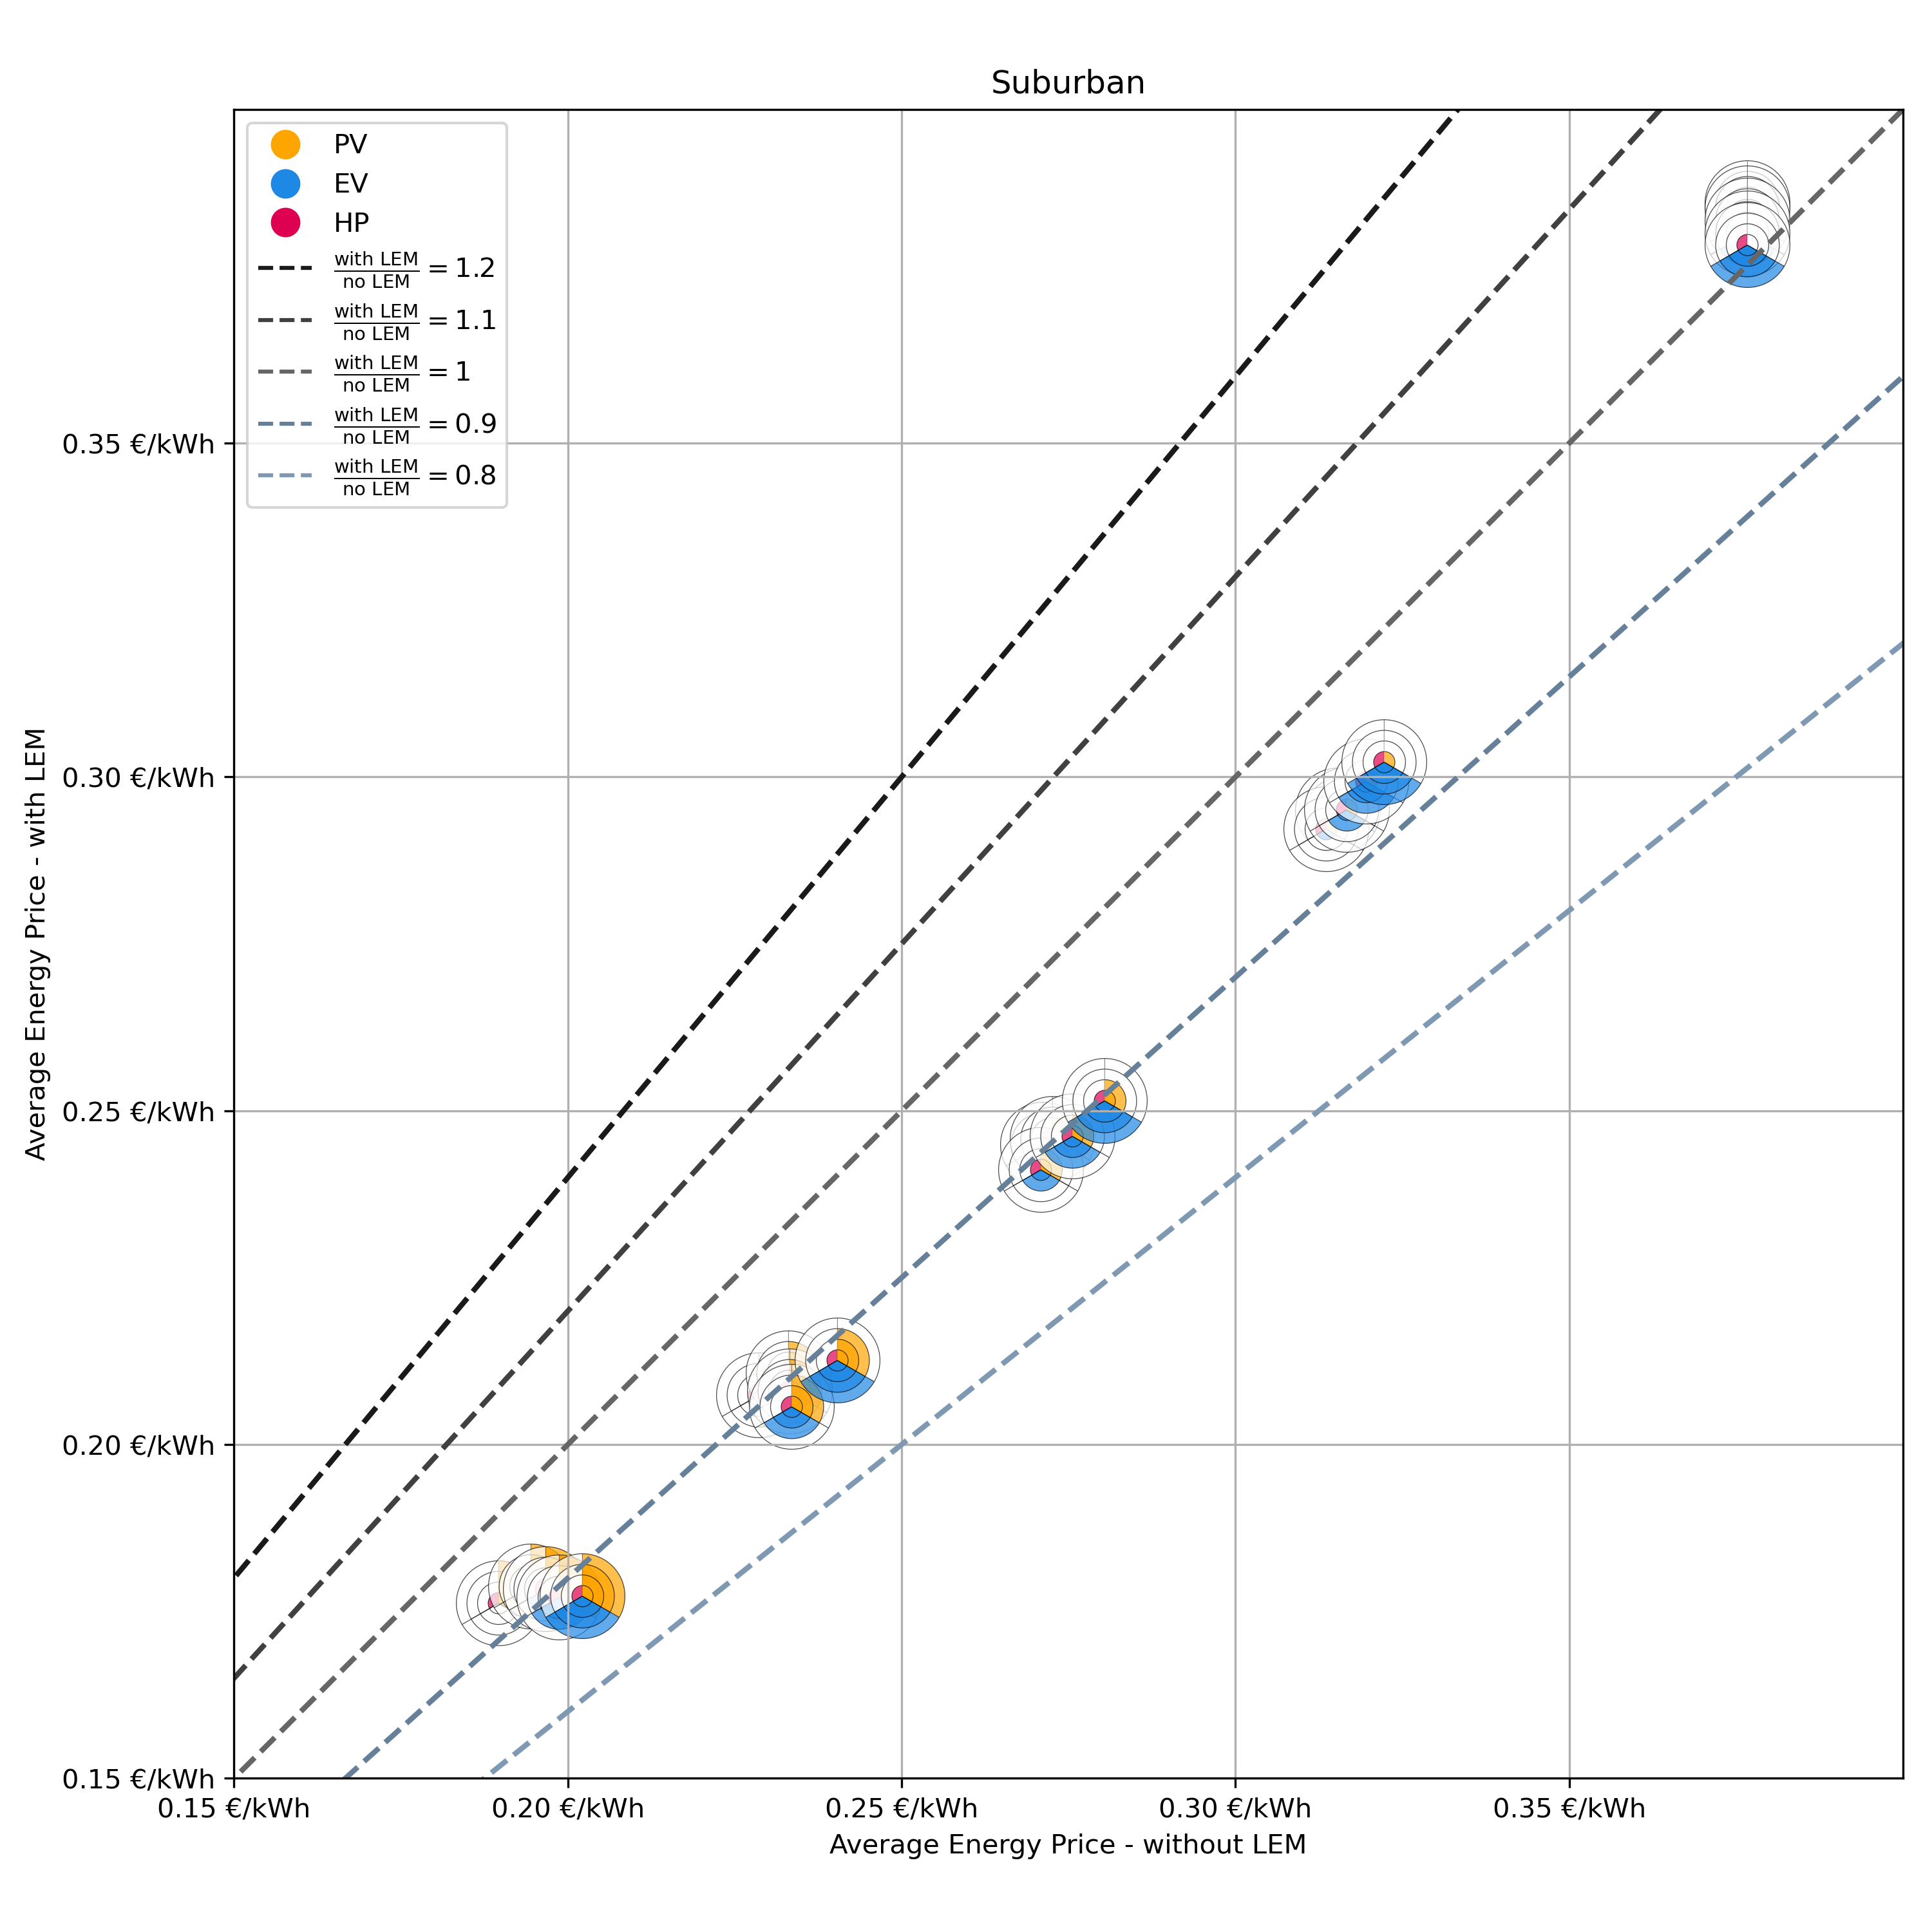 Suburban
PV
EV
HP
with LEM
no LEM = 1.2
with LEM
no LEM = 1.1
with LEM
no LEM = 1
with LEM
no LEM = 0.9
with LEM
no LEM = 0.8
Average Energy Price - with LEM
0.35 €/kWh
0.30 €/kWh
0.25 €/kWh
0.20 €/kWh
0.15 €/kWh
0.15 €/kWh 0.20 €/kWh 0.25 €/kWh 0.30 €/kWh 0.35 €/kWh
Average Energy Price - without LEM